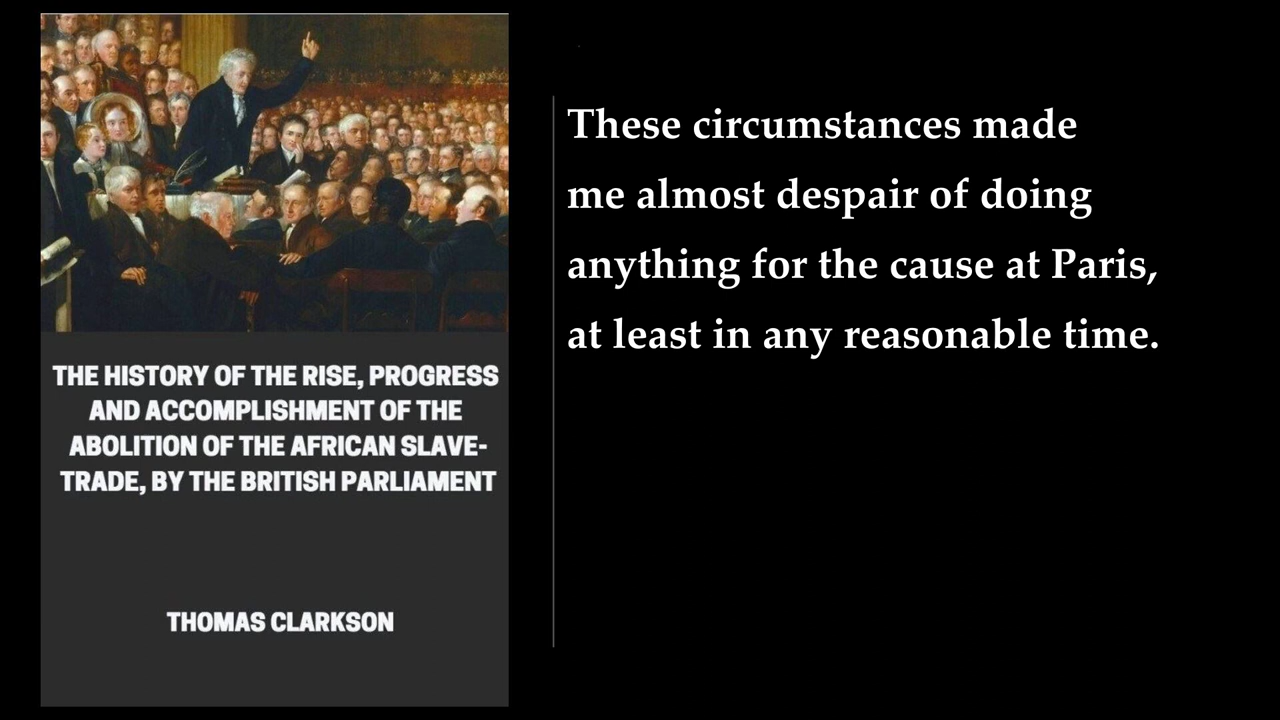 THE HISTORY OF THE RISE, PROGRESS
AND ACCOMPLISHMENT OF THE
ABOLITION OF THE AFRICAN SLAVE-
TRADE, BY THE BRITISH PARLIAMENT
THOMAS CLARKSON
These circumstances made
me almost despair of doing
anything for the cause at Paris,
at least in any reasonable time.